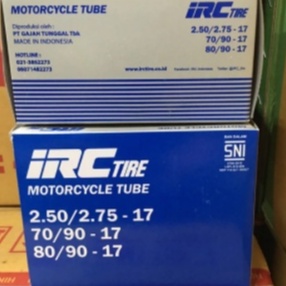 MOTORCYCLE TUBE
Diproduksi oleh :
PT GAJAH TUNGGAL Tbk
MADE IN INDONESIA
HOTLINE :
IRC TIRE
2.50/2.75 - 17
70/90 - 17
80/90 - 17
www.irctire.co.id
IRC TIRE
MOTORCYCLE TUBE
2.50/2.75 - 17
70/90 - 17
80/90 - 17
SNI